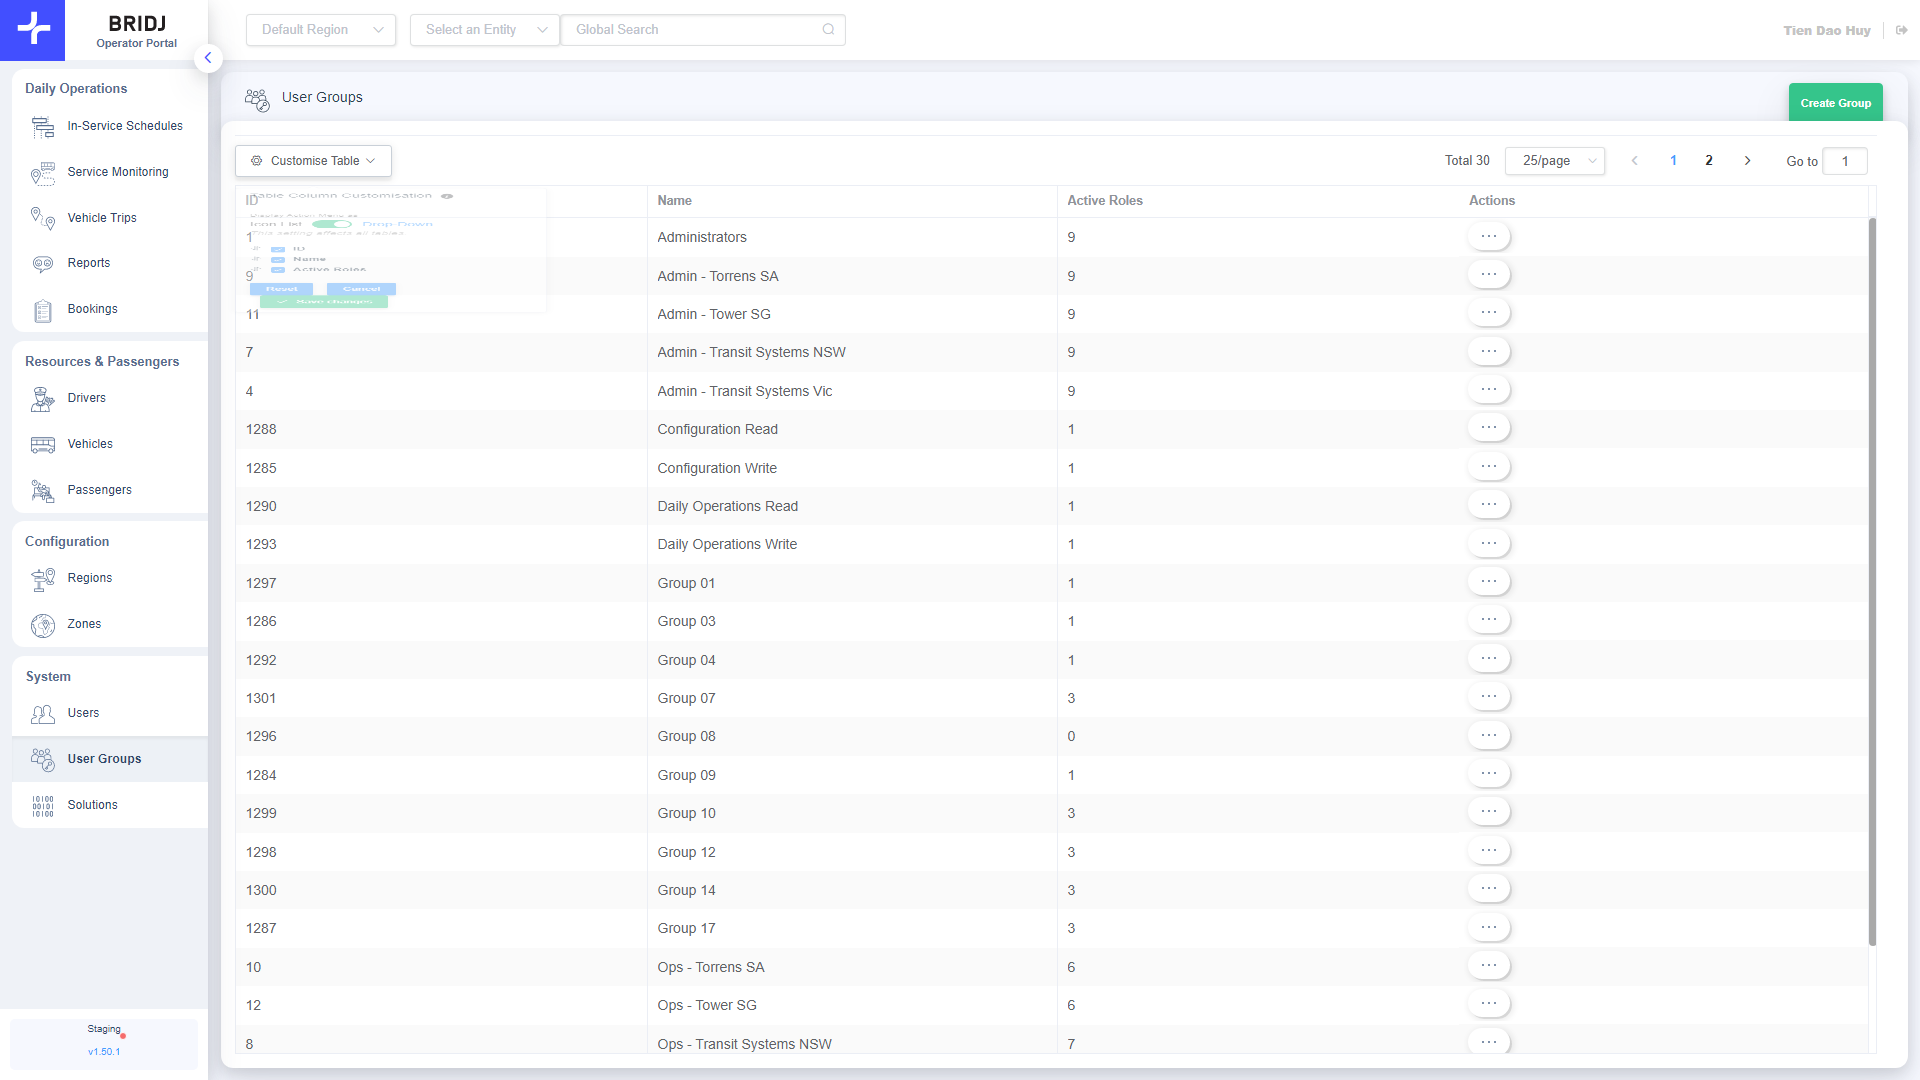 BRIDJ
Operator Portal
Default Region
Select an Entity
Global Search
Tien Dao Huy
Daily Operations
In-Service Schedules
Service Monitoring
Vehicle Trips
Reports
Bookings
Resources & Passengers
Drivers
Vehicles
Passengers
Configuration
Regions
Zones
System
Users
User Groups
Solutions
Staging
v1.50.1
User Groups
Create Group
Customise Table
Total 30
25/page
1
2
Go to
1
Table Column Customisation
Icon List Drop-Down
This setting effects all tables
ID
Name
Active Roles
Reset Cancel
Save changes
ID Name Active Roles Actions
1 Administrators 9
9 Admin - Torrens SA 9
11 Admin - Tower SG 9
7 Admin - Transit Systems NSW 9
4 Admin - Transit Systems Vic 9
1288 Configuration Read 1
1285 Configuration Write 1
1290 Daily Operations Read 1
1293 Daily Operations Write 1
1297 Group 01 1
1286 Group 03 1
1292 Group 04 1
1301 Group 07 3
1296 Group 08 0
1284 Group 09 1
1299 Group 10 3
1298 Group 12 3
1300 Group 14 3
1287 Group 17 3
10 Ops - Torrens SA 6
12 Ops - Tower SG 6
8 Ops - Transit Systems NSW 7